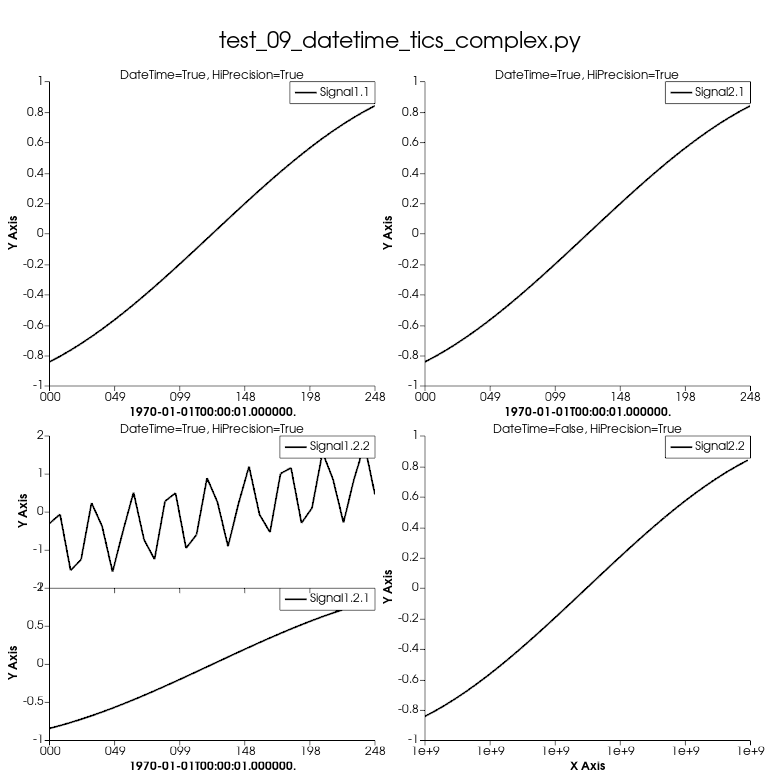 test_09_datetime_tics_complex.py
DateTime=True, HiPrecision=True
Signal1.1
1
0.8
0.6
0.4
0.2
0
-0.2
-0.4
-0.6
-0.8
-1
Y Axis
000 049 099 148 198 248
1970-01-01T00:00:01.000000.
DateTime=True, HiPrecision=True
Signal2.1
1
0.8
0.6
0.4
0.2
0
-0.2
-0.4
-0.6
-0.8
-1
Y Axis
000 049 099 148 198 248
1970-01-01T00:00:01.000000.
DateTime=True, HiPrecision=True
Signal1.2.2
2
1
0
-1
Y Axis
Signal1.2.1
0.5
0
-0.5
-1
Y Axis
000 049 099 148 198 248
1970-01-01T00:00:01.000000.
DateTime=False, HiPrecision=True
Signal2.2
1
0.8
0.6
0.4
0.2
0
-0.2
-0.4
-0.6
-0.8
-1
Y Axis
1e+9 1e+9 1e+9 1e+9 1e+9 1e+9
X Axis